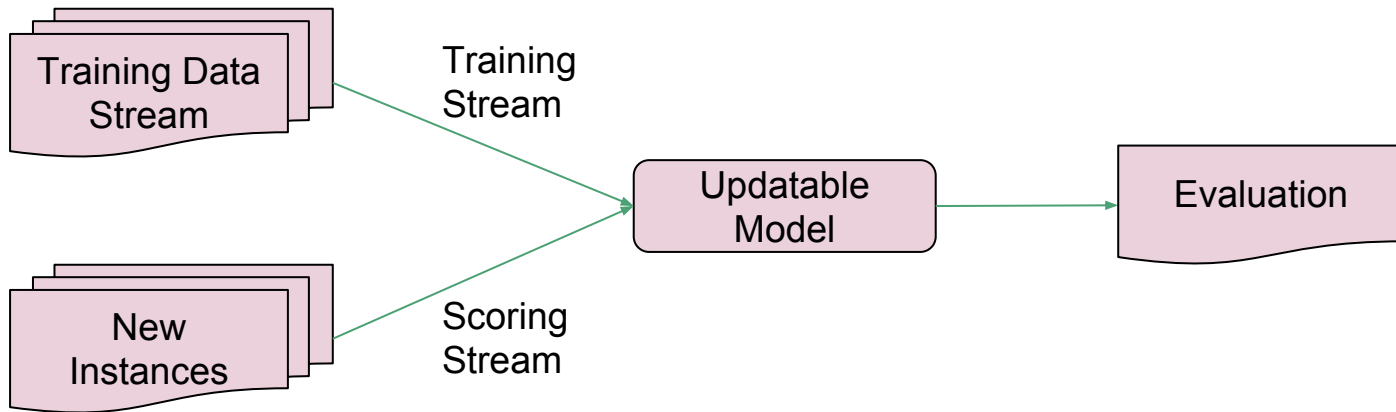 Training Data
Stream
Training
Stream
Updatable
Model
Evaluation
New
Instances
Scoring
Stream